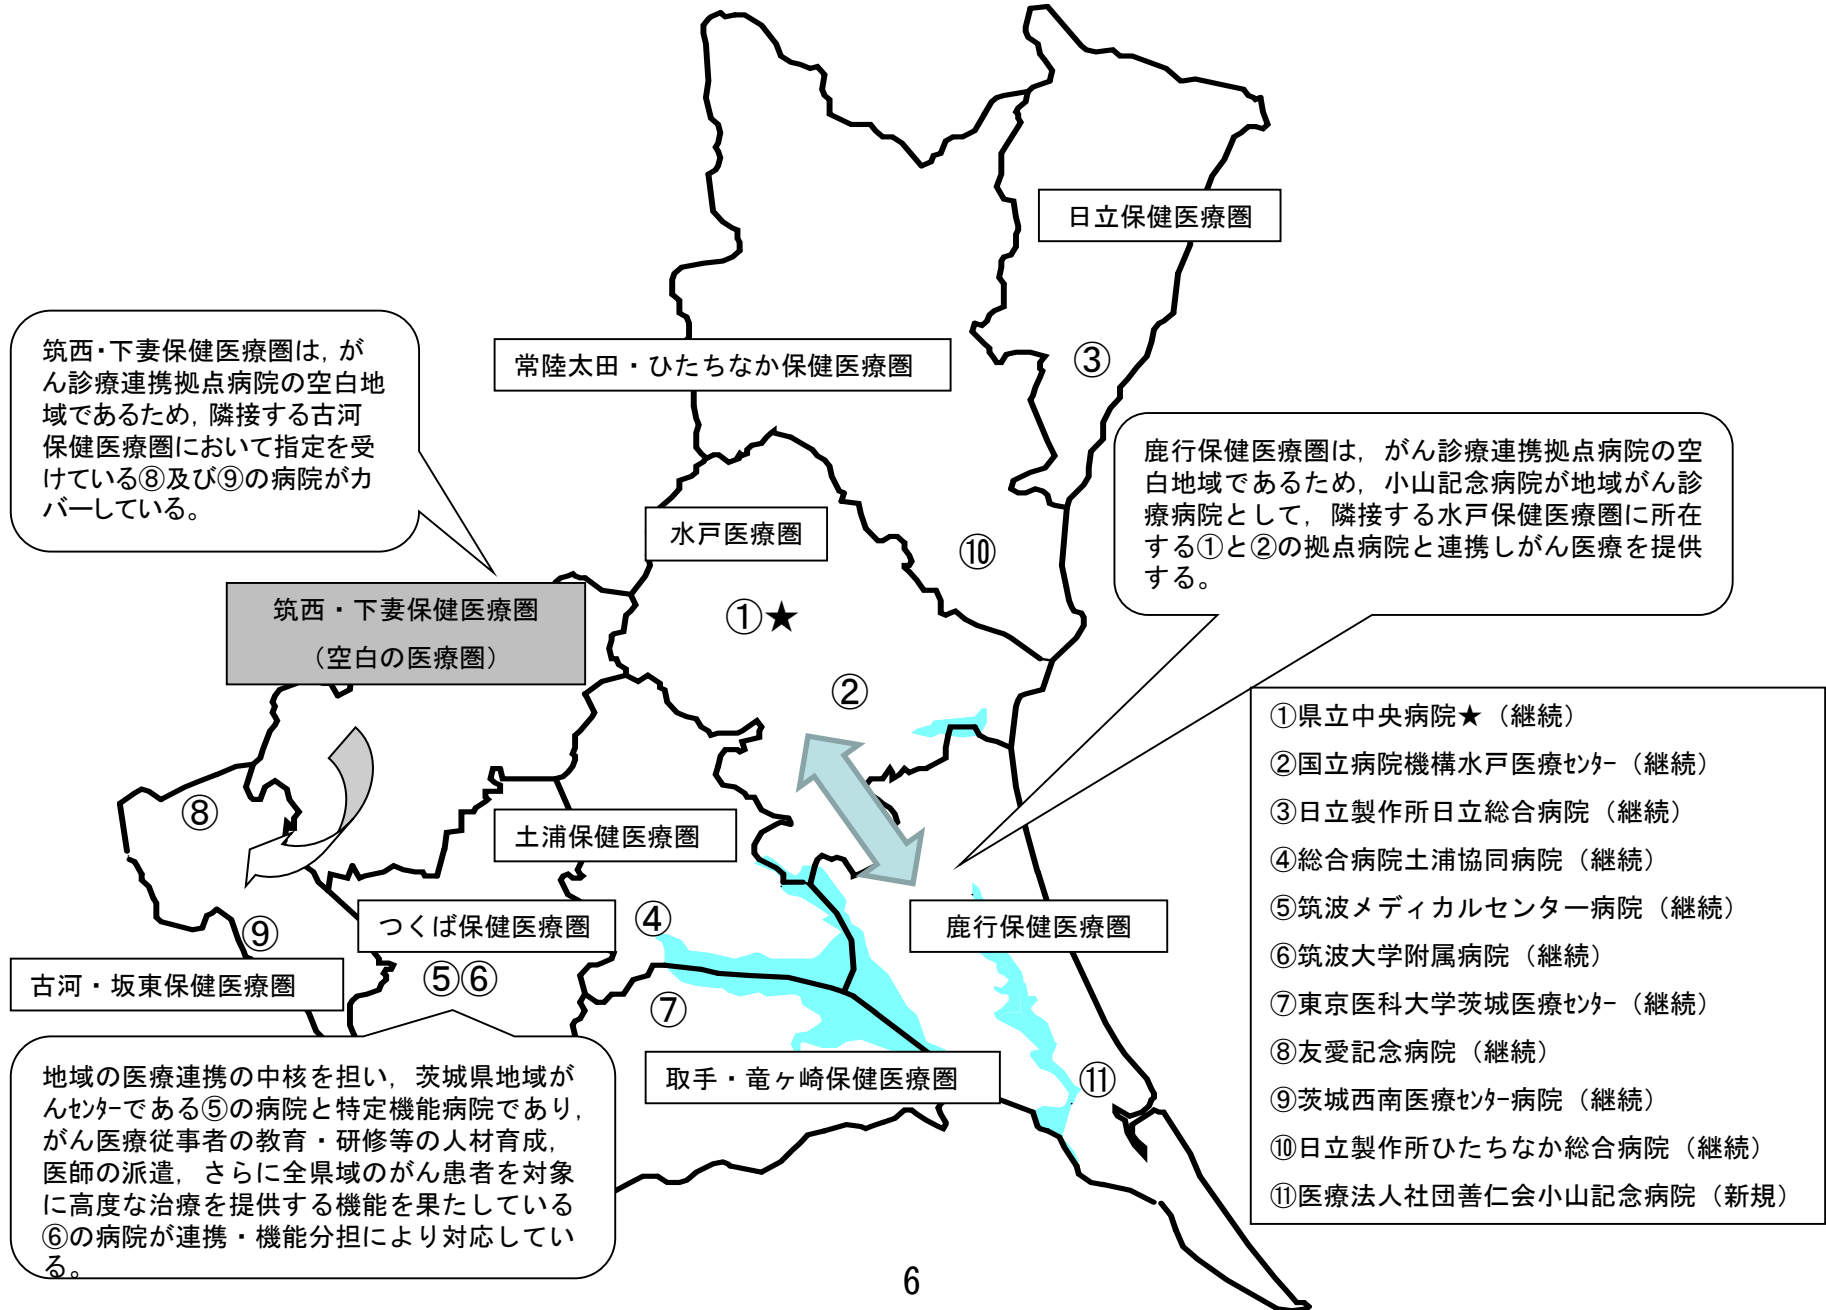 日立保健医療圏
筑西・下妻保健医療圏は，が
ん診療連携拠点病院の空白地
域であるため，隣接する古河
保健医療圏において指定を受
けている⑧及び⑨の病院がカ
バーしている。
常陸太田・ひたちなか保健医療圏
③
鹿行保健医療圏は，がん診療連携拠点病院の空
白地域であるため，小山記念病院が地域がん診
療病院として，隣接する水戸保健医療圏に所在
する①と②の拠点病院と連携しがん医療を提供
する。
水戸医療圏
⑩
筑西・下妻保健医療圏
（空白の医療圏）
①★
②
⑧
土浦保健医療圏
④
つくば保健医療圏
鹿行保健医療圏
⑨
古河・坂東保健医療圏
⑤⑥
⑦
取手・竜ヶ崎保健医療圏
⑪
地域の医療連携の中核を担い，茨城県地域が
んｾﾝﾀｰである⑤の病院と特定機能病院であり，
がん医療従事者の教育・研修等の人材育成，
医師の派遣，さらに全県域のがん患者を対象
に高度な治療を提供する機能を果たしている
⑥の病院が連携・機能分担により対応してい
る。
①県立中央病院★（継続）
②国立病院機構水戸医療ｾﾝﾀｰ（継続）
③日立製作所日立総合病院（継続）
④総合病院土浦協同病院（継続）
⑤筑波メディカルセンター病院（継続）
⑥筑波大学附属病院（継続）
⑦東京医科大学茨城医療ｾﾝﾀｰ（継続）
⑧友愛記念病院（継続）
⑨茨城西南医療ｾﾝﾀｰ病院（継続）
⑩日立製作所ひたちなか総合病院（継続）
⑪医療法人社団善仁会小山記念病院（新規）
6